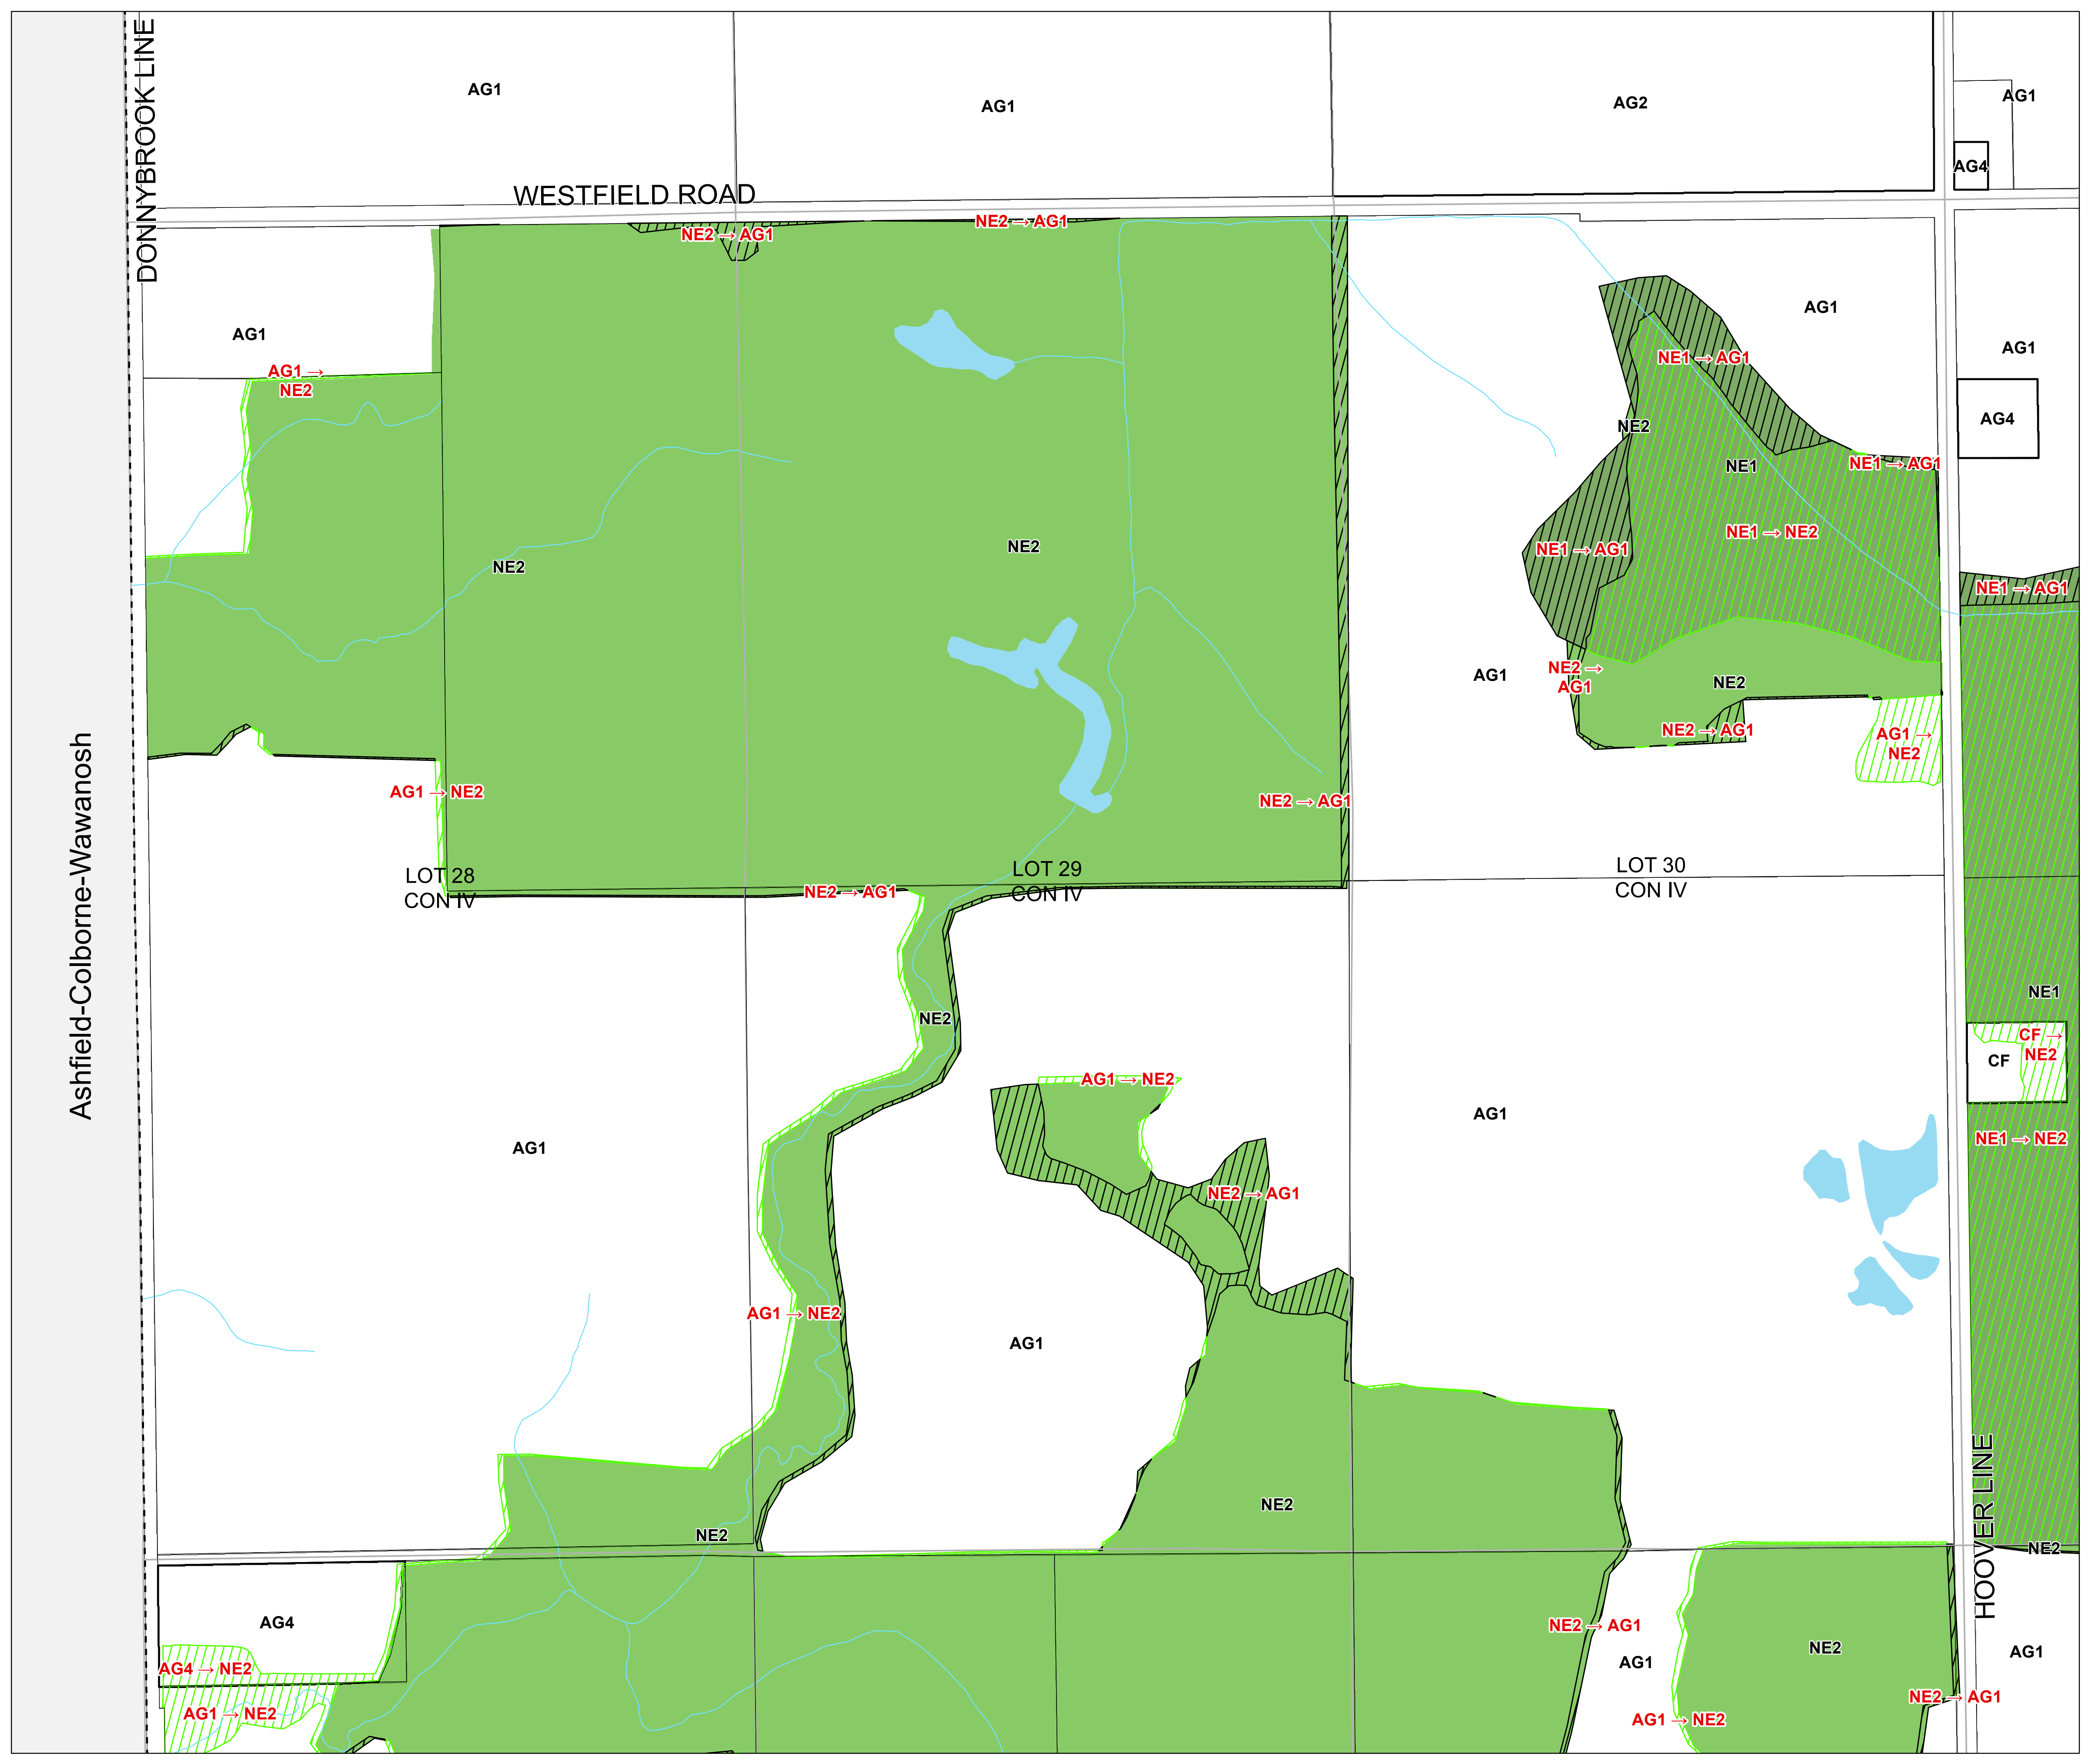 DONNYBROOK LINE
AG1
AG1
AG2
AG1
AG4
WESTFIELD ROAD
NE2 → AG1
NE2 → AG1
AG1
AG1
AG1
NE1 → AG1
AG1 →
NE2
AG4
NE2
NE1
NE1 → AG1
NE1 → NE2
NE2
NE2
NE1 → AG1
NE1 → AG1
NE2 →
AG1
AG1
NE2
NE2 → AG1
AG1 →
NE2
AG1 → NE2
NE2 → AG1
Ashfield-Colborne-Wawanosh
LOT 28
CON IV
NE2 → AG1
LOT 29
CON IV
LOT 30
CON IV
NE1
NE2
CF →
NE2
CF
AG1 → NE2
AG1
AG1
NE1 → NE2
NE2 → AG1
AG1 → NE2
AG1
NE2
NE2
HOOVER LINE
NE2
AG4
NE2 → AG1
AG1
NE2
AG1
AG4 → NE2
AG1 → NE2
NE2 → AG1
AG1 → NE2